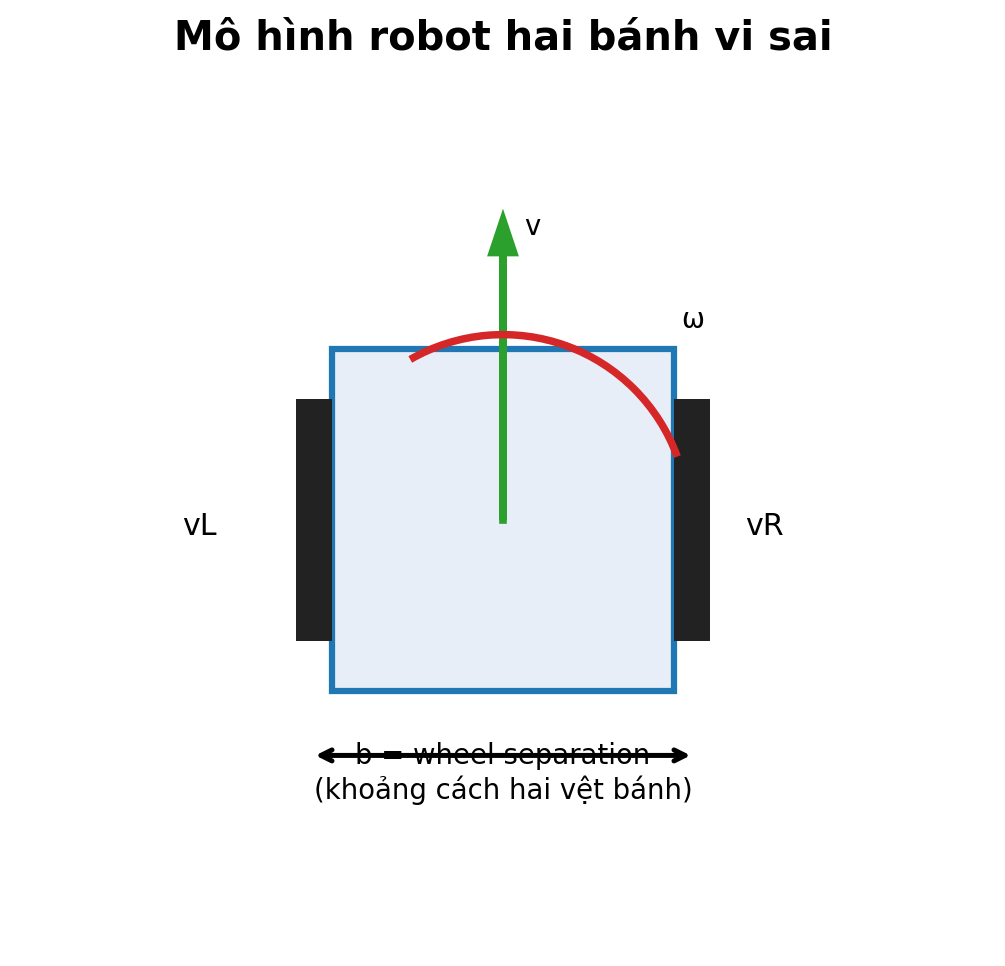 Mô hình robot hai bánh vi sai
v
ω
vL
vR
b = wheel separation
(khoảng cách hai vệt bánh)